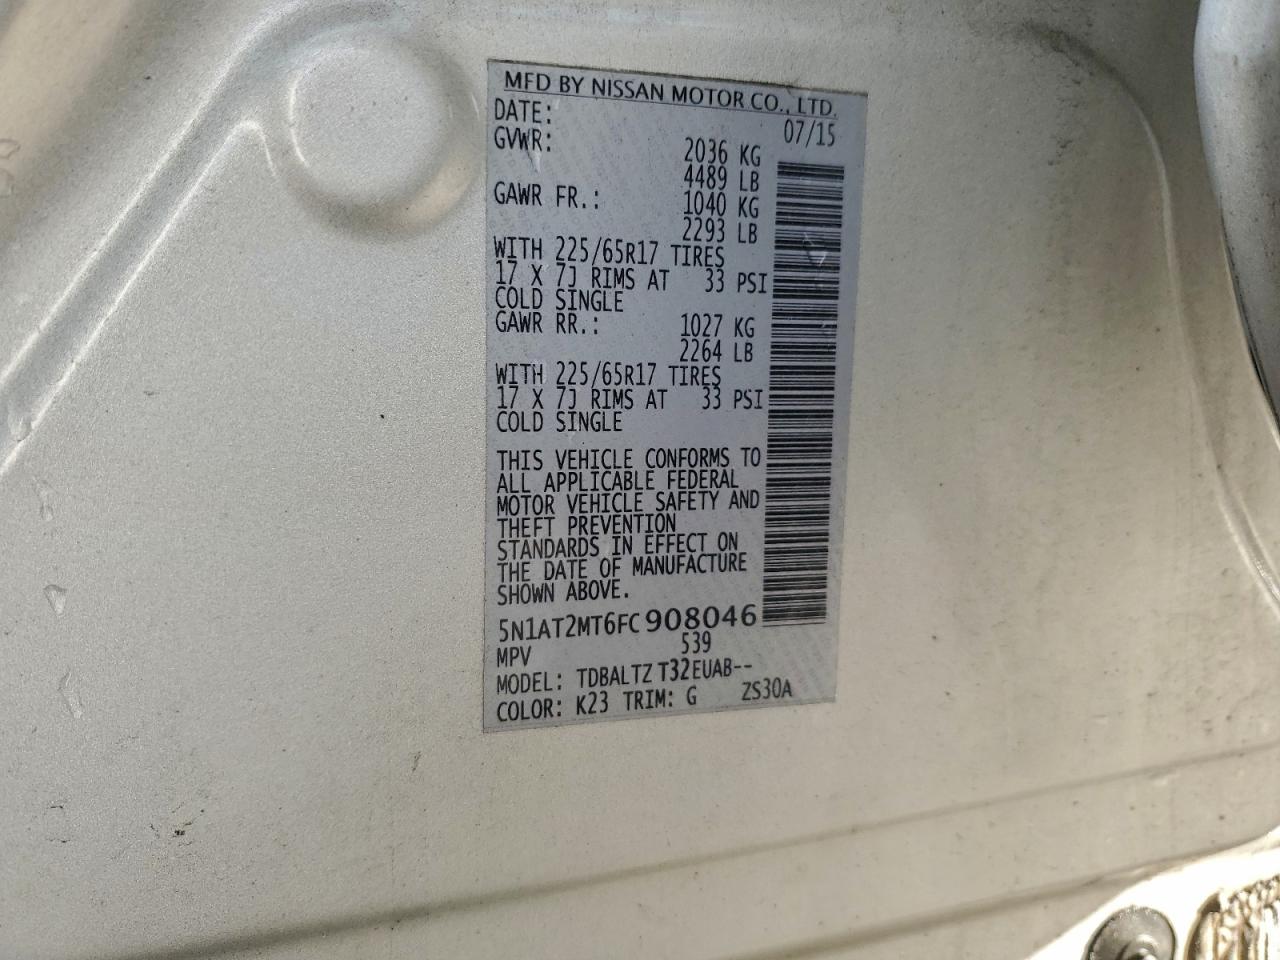 MFD BY NISSAN MOTOR CO., LTD.
DATE: 07/15
GVWR: 2036 KG
4489 LB
GAWR FR.: 1040 KG
2293 LB
WITH 225/65R17 TIRES
17 X 7J RIMS AT 33 PSI
COLD SINGLE
GAWR RR.: 1027 KG
2264 LB
WITH 225/65R17 TIRES
17 X 7J RIMS AT 33 PSI
COLD SINGLE
THIS VEHICLE CONFORMS TO
ALL APPLICABLE FEDERAL
MOTOR VEHICLE SAFETY AND
THEFT PREVENTION
STANDARDS IN EFFECT ON
THE DATE OF MANUFACTURE
SHOWN ABOVE.
5N1AT2MT6FC908046
MPV 539
MODEL: TDBALTZ T32EUAB--
COLOR: K23 TRIM: G ZS30A